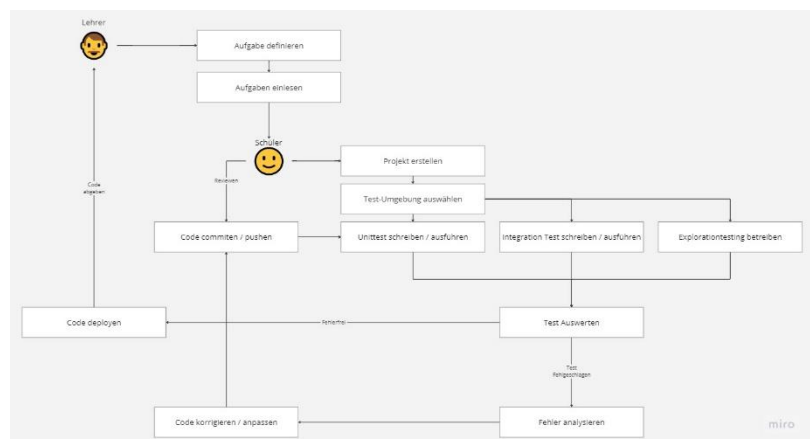 Lehrer
Aufgabe definieren
Aufgaben einlesen
Schüler
Projekt erstellen
Reviewen
Test-Umgebung auswählen
Code
abgeben
Code commiten / pushen
Unittest schreiben / ausführen
Integration Test schreiben / ausführen
Explorationtesting betreiben
Code deployen
Fehlerfrei
Test Auswerten
Test
Fehlgeschlagen
Code korrigieren / anpassen
Fehler analysieren
miro